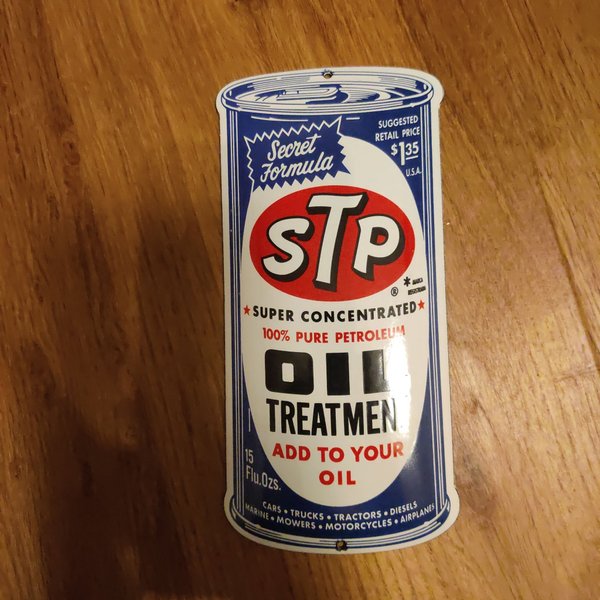 Secret
Formula
SUGGESTED
RETAIL PRICE
$1.35
U.S.A.
STP
®*
SUPER CONCENTRATED
100% PURE PETROLEUM
OIL
TREATMEN
ADD TO YOUR
OIL
15
Flu.Ozs.
CARS • TRUCKS • TRACTORS • DIESELS
MARINE • MOWERS • MOTORCYCLES • AIRPLANES